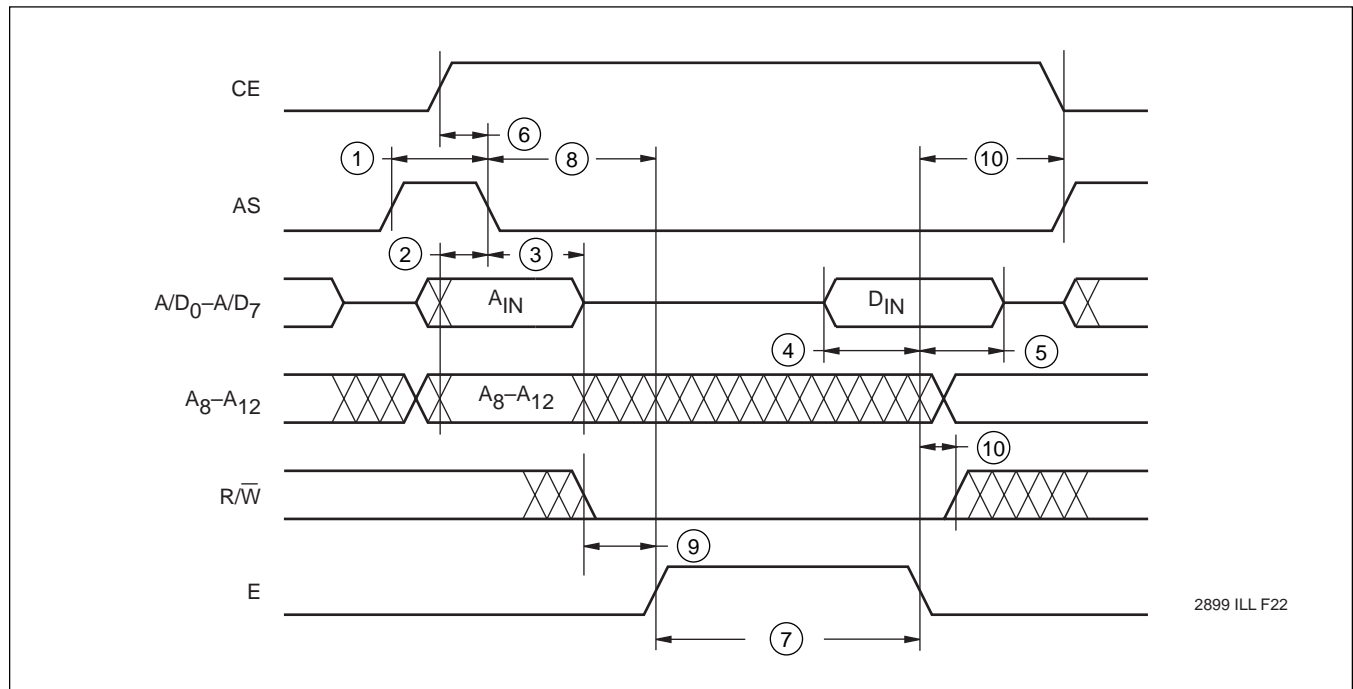 CE
6
1
8
10
AS
2
3
A/D0–A/D7
AIN
DIN
4
5
A8–A12
A8–A12
10
R/W̅
9
E
2899 ILL F22
7